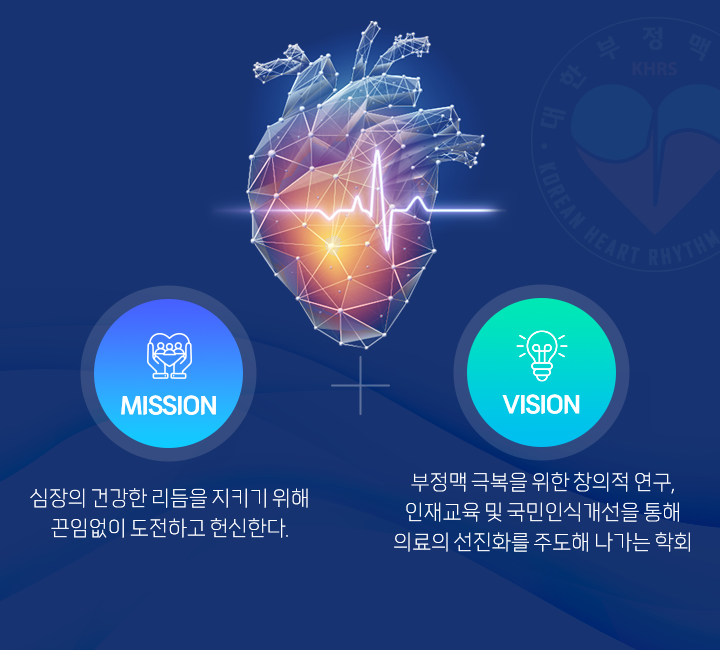 대한부정맥
KHRS
KOREAN HEART RHYTHM
MISSION
심장의 건강한 리듬을 지키기 위해
끈임없이 도전하고 헌신한다.
VISION
부정맥 극복을 위한 창의적 연구,
인재교육 및 국민인식개선을 통해
의료의 선진화를 주도해 나가는 학회